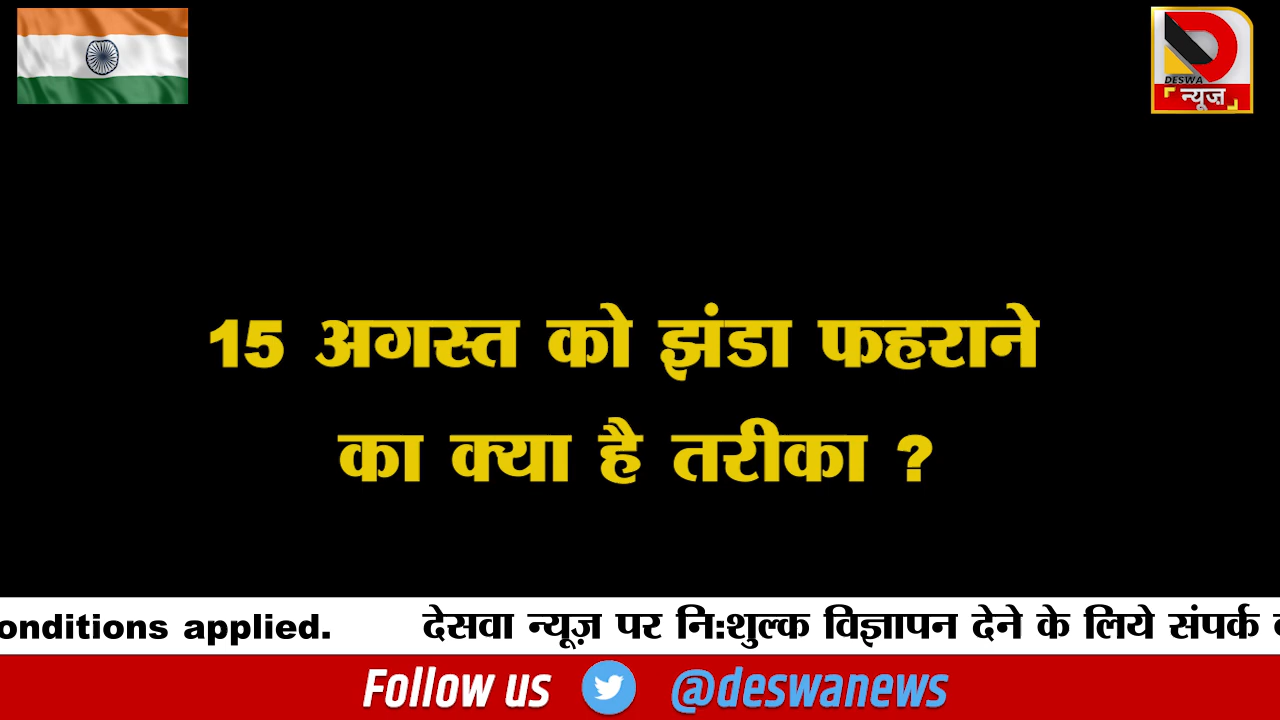 DESWA
न्यूज़
15 अगस्त को झंडा फहराने
का क्या है तरीका ?
onditions applied. देसवा न्यूज़ पर नि:शुल्क विज्ञापन देने के लिये संपर्क
Follow us @deswanews